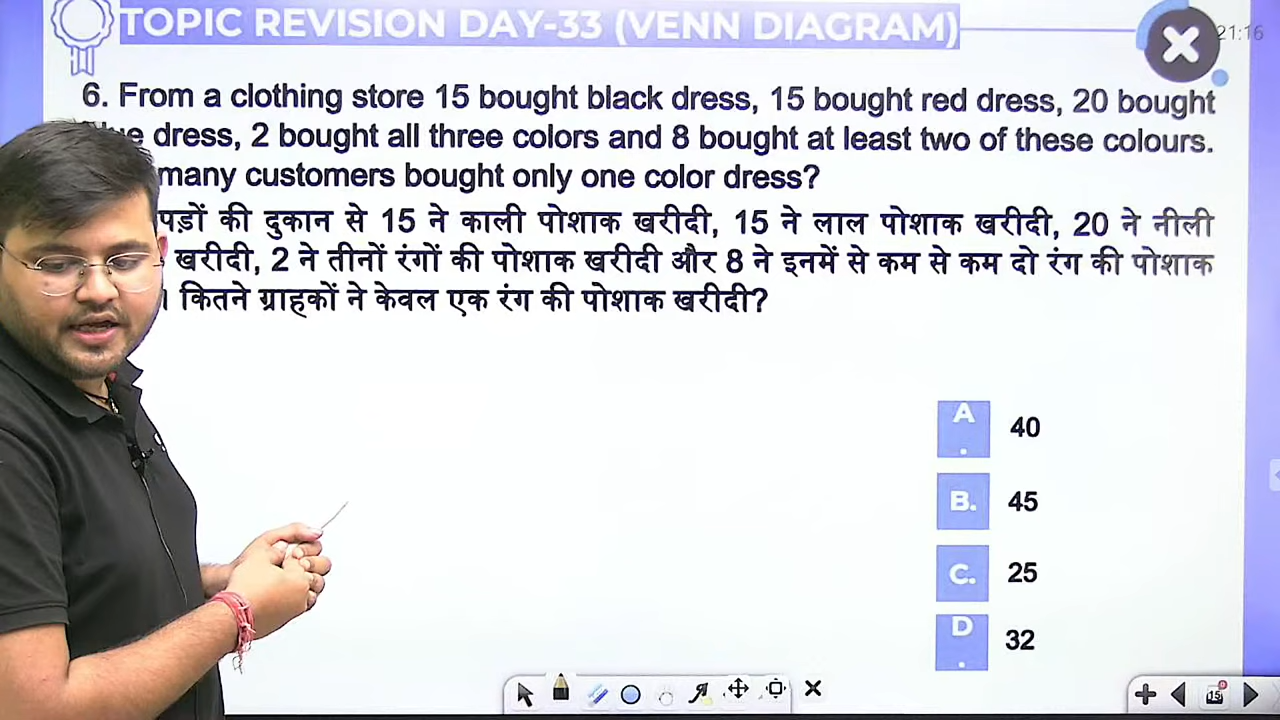 TOPIC REVISION DAY-33 (VENN DIAGRAM)
21:16
6. From a clothing store 15 bought black dress, 15 bought red dress, 20 bought
dress, 2 bought all three colors and 8 bought at least two of these colours.
many customers bought only one color dress?
की दुकान से 15 ने काली पोशाक खरीदी, 15 ने लाल पोशाक खरीदी, 20 ने नीली
खरीदी, 2 ने तीनों रंगों की पोशाक खरीदी और 8 ने इनमें से कम से कम दो रंग की पोशाक
। कितने ग्राहकों ने केवल एक रंग की पोशाक खरीदी?
A. 40
B. 45
C. 25
D. 32
15